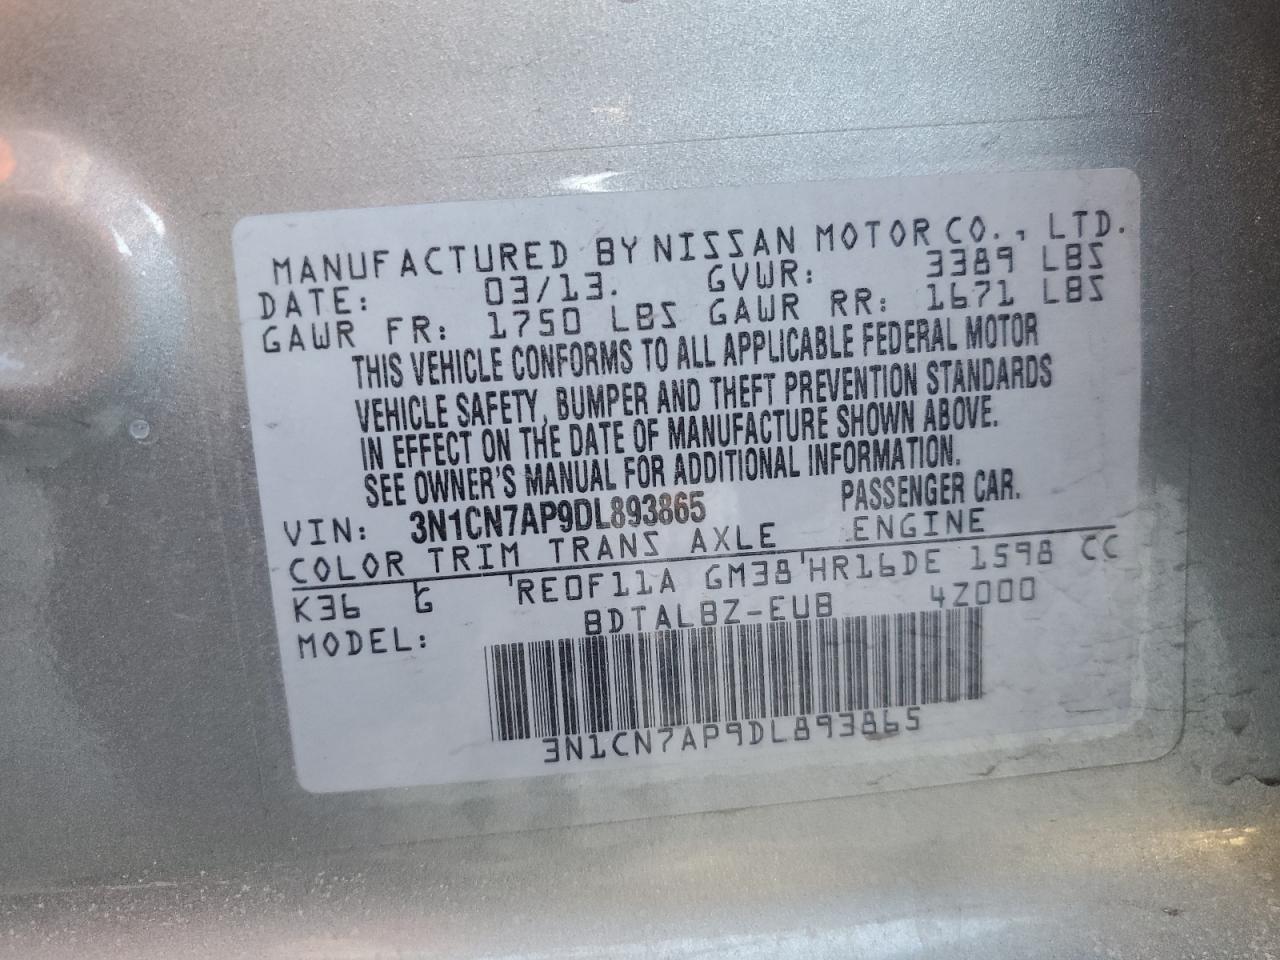 MANUFACTURED BY NISSAN MOTOR CO., LTD.
DATE: 03/13. GVWR: 3389 LBS
GAWR FR: 1750 LBS GAWR RR: 1671 LBS
THIS VEHICLE CONFORMS TO ALL APPLICABLE FEDERAL MOTOR
VEHICLE SAFETY, BUMPER AND THEFT PREVENTION STANDARDS
IN EFFECT ON THE DATE OF MANUFACTURE SHOWN ABOVE.
SEE OWNER'S MANUAL FOR ADDITIONAL INFORMATION.
VIN: 3N1CN7AP9DL893865 PASSENGER CAR.
COLOR TRIM TRANS AXLE ENGINE
K36 G 'RE0F11A GM38'HR16DE 1598 CC
MODEL: BDTALBZ-EUB 4Z000
3N1CN7AP9DL893865